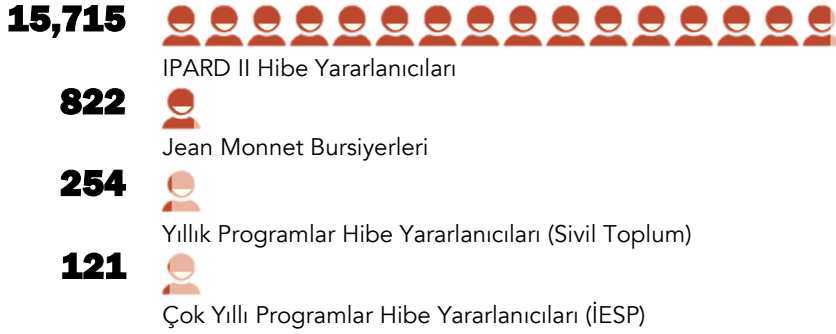 15,715
IPARD II Hibe Yararlanıcıları
822
Jean Monnet Bursiyerleri
254
Yıllık Programlar Hibe Yararlanıcıları (Sivil Toplum)
121
Çok Yıllı Programlar Hibe Yararlanıcıları (İESP)